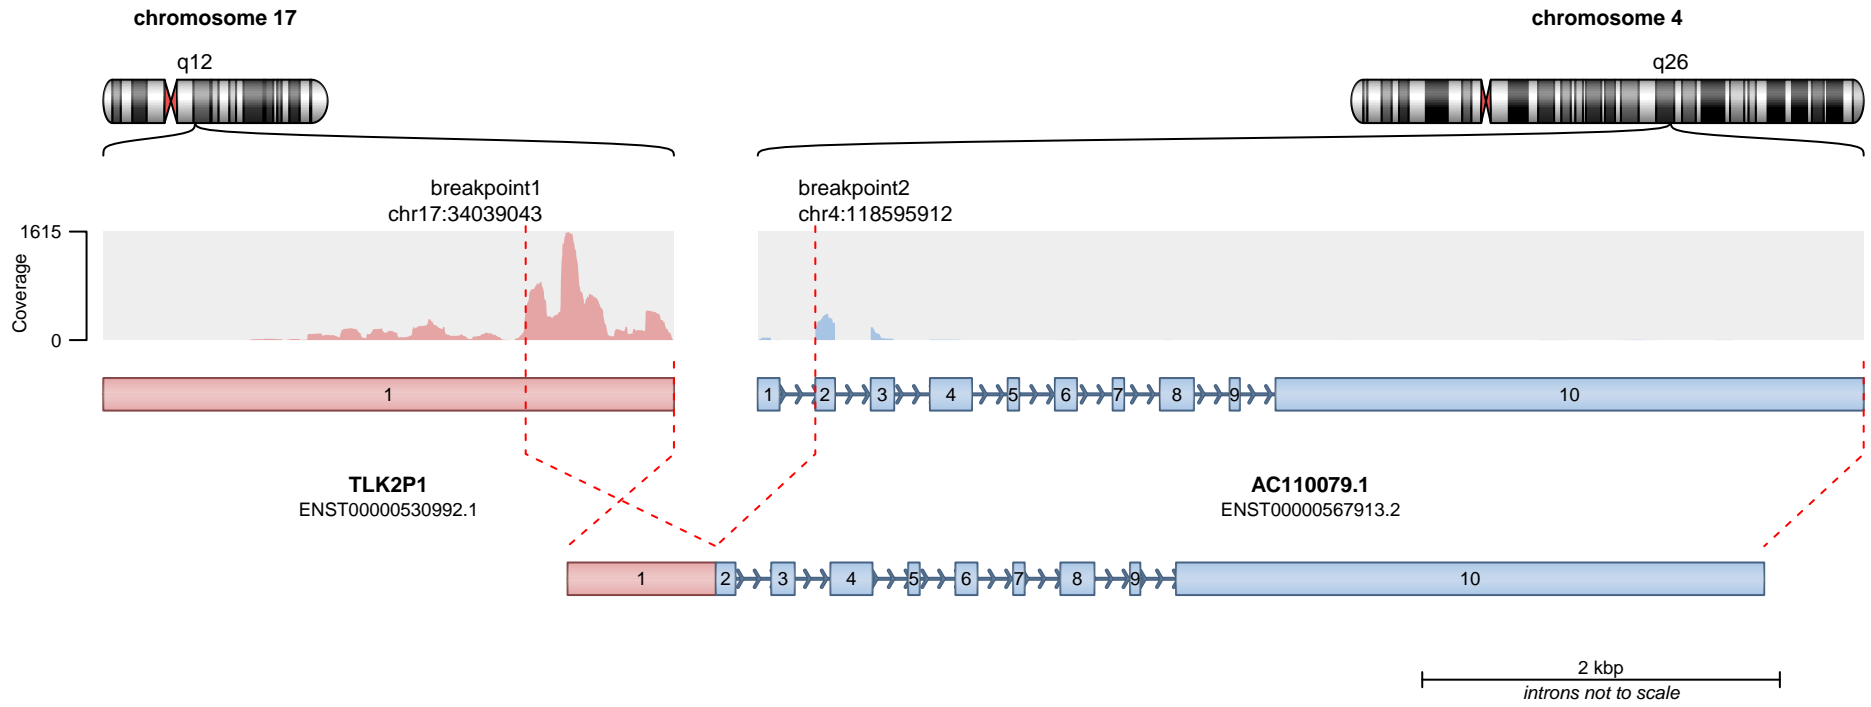 chromosome 17
chromosome 4
q12
q26
breakpoint1
chr17:34039043
breakpoint2
chr4:118595912
1615
0
Coverage
1
1 2 3 4 5 6 7 8 9 10
TLK2P1
ENST00000530992.1
AC110079.1
ENST00000567913.2
1 2 3 4 5 6 7 8 9 10
2 kbp
introns not to scale